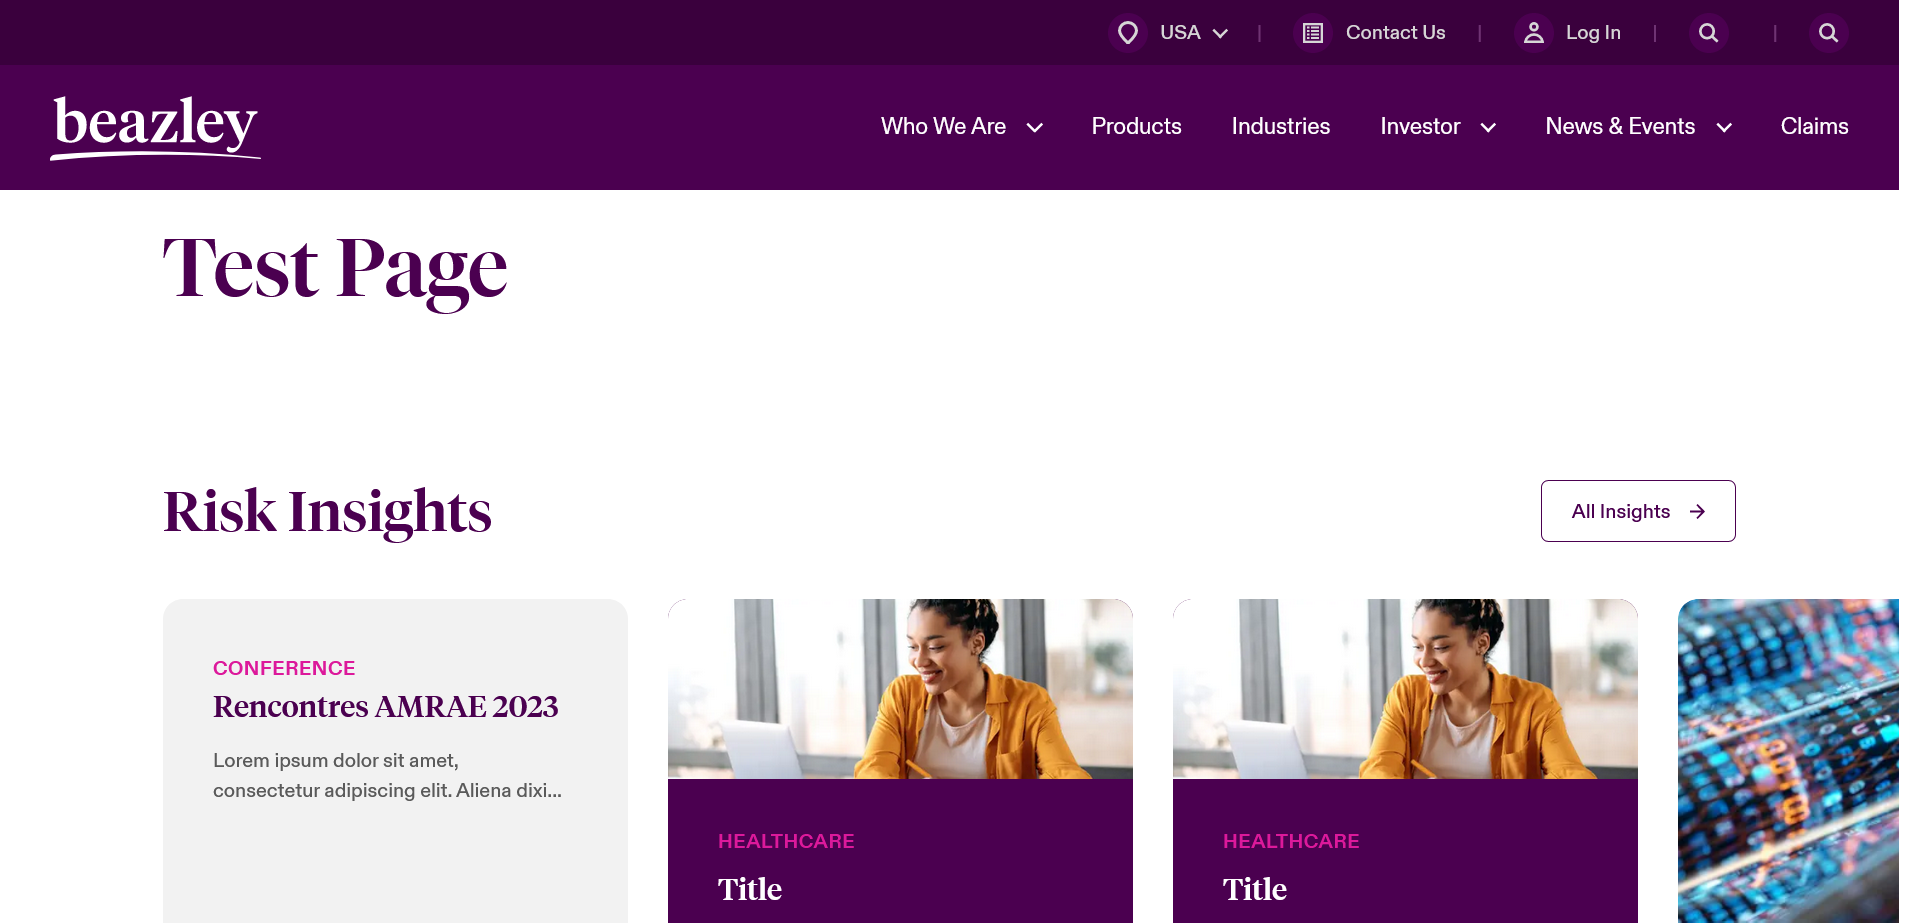 USA
Contact Us
Log In
beazley
Who We Are
Products
Industries
Investor
News & Events
Claims
Test Page
Risk Insights
All Insights
CONFERENCE
Rencontres AMRAE 2023
Lorem ipsum dolor sit amet,
consectetur adipiscing elit. Aliena dixi...
HEALTHCARE
Title
HEALTHCARE
Title